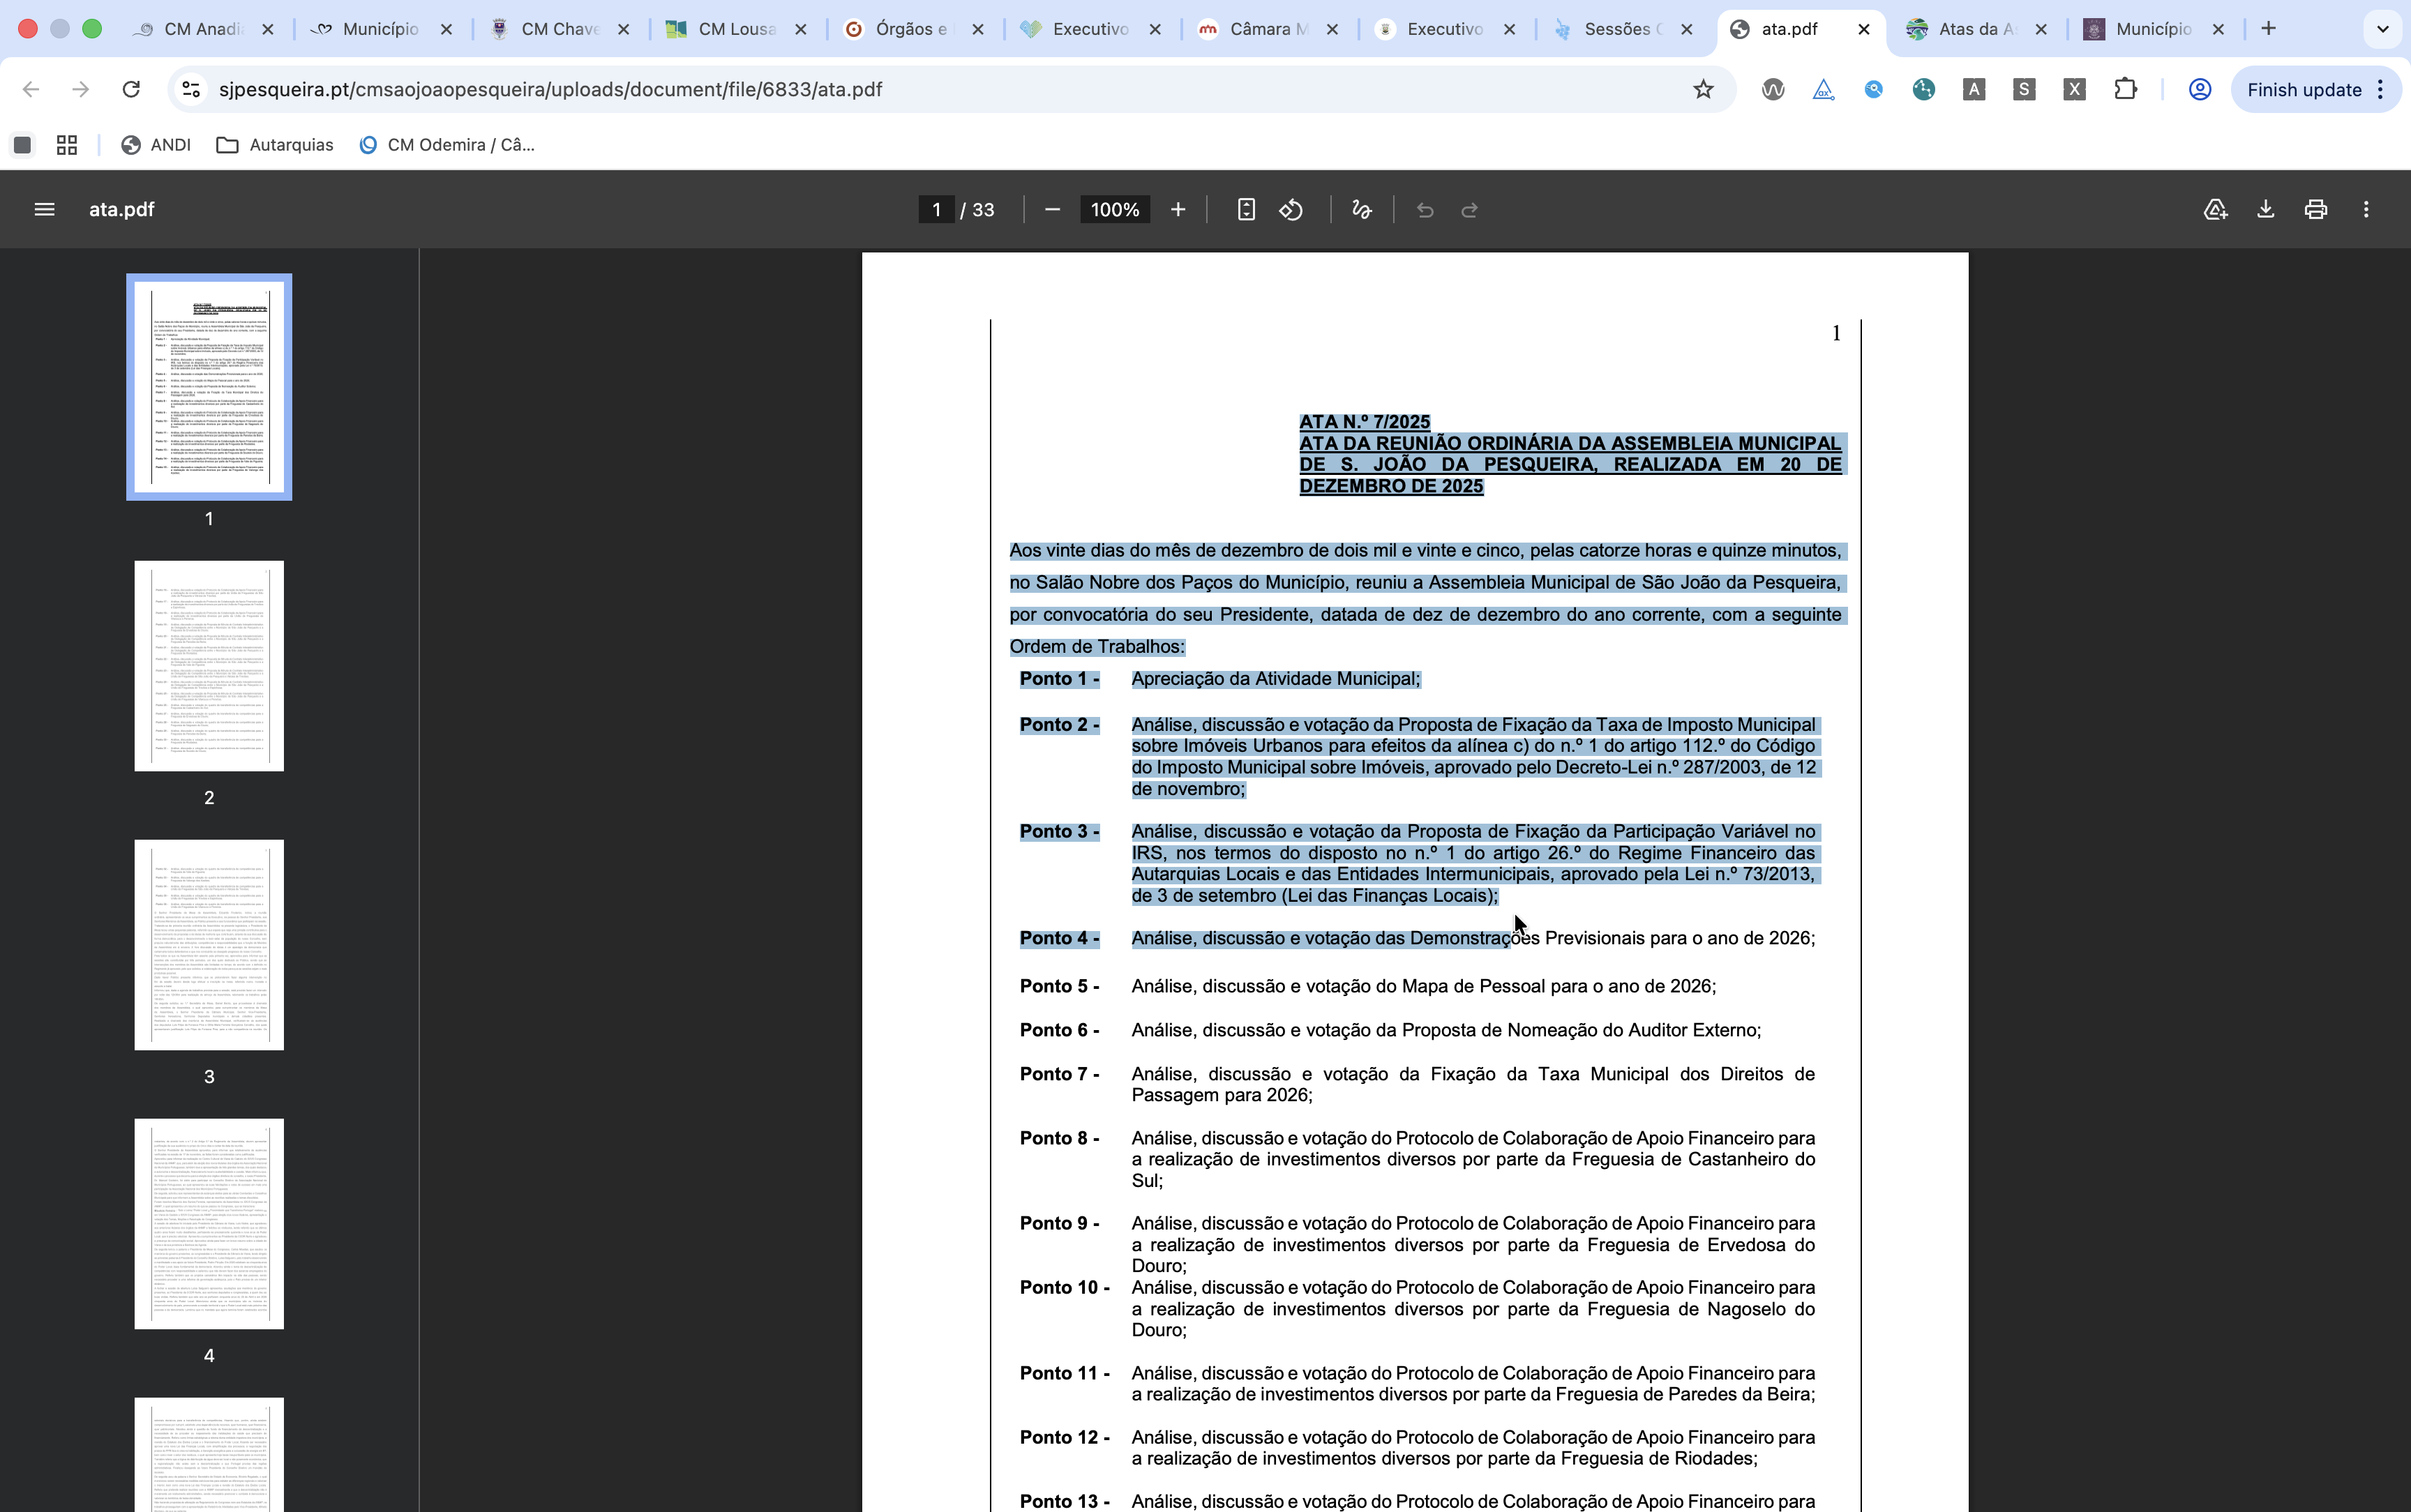 CM Anadi
Município
CM Chave
CM Lousa
Órgãos e
Executivo
Câmara M
Executivo
Sessões C
ata.pdf
Atas da A
Município
sjpesqueira.pt/cmsaojoaopesqueira/uploads/document/file/6833/ata.pdf
A
S
X
Finish update
ANDI
Autarquias
CM Odemira / Câ...
ata.pdf
1 / 33
100%
1
2
3
4
1
ATA N.º 7/2025
ATA DA REUNIÃO ORDINÁRIA DA ASSEMBLEIA MUNICIPAL
DE S. JOÃO DA PESQUEIRA, REALIZADA EM 20 DE
DEZEMBRO DE 2025
Aos vinte dias do mês de dezembro de dois mil e vinte e cinco, pelas catorze horas e quinze minutos,
no Salão Nobre dos Paços do Município, reuniu a Assembleia Municipal de São João da Pesqueira,
por convocatória do seu Presidente, datada de dez de dezembro do ano corrente, com a seguinte
Ordem de Trabalhos:
Ponto 1 - Apreciação da Atividade Municipal;
Ponto 2 - Análise, discussão e votação da Proposta de Fixação da Taxa de Imposto Municipal
sobre Imóveis Urbanos para efeitos da alínea c) do n.º 1 do artigo 112.º do Código
do Imposto Municipal sobre Imóveis, aprovado pelo Decreto-Lei n.º 287/2003, de 12
de novembro;
Ponto 3 - Análise, discussão e votação da Proposta de Fixação da Participação Variável no
IRS, nos termos do disposto no n.º 1 do artigo 26.º do Regime Financeiro das
Autarquias Locais e das Entidades Intermunicipais, aprovado pela Lei n.º 73/2013,
de 3 de setembro (Lei das Finanças Locais);
Ponto 4 - Análise, discussão e votação das Demonstrações Previsionais para o ano de 2026;
Ponto 5 - Análise, discussão e votação do Mapa de Pessoal para o ano de 2026;
Ponto 6 - Análise, discussão e votação da Proposta de Nomeação do Auditor Externo;
Ponto 7 - Análise, discussão e votação da Fixação da Taxa Municipal dos Direitos de
Passagem para 2026;
Ponto 8 - Análise, discussão e votação do Protocolo de Colaboração de Apoio Financeiro para
a realização de investimentos diversos por parte da Freguesia de Castanheiro do
Sul;
Ponto 9 - Análise, discussão e votação do Protocolo de Colaboração de Apoio Financeiro para
a realização de investimentos diversos por parte da Freguesia de Ervedosa do
Douro;
Ponto 10 - Análise, discussão e votação do Protocolo de Colaboração de Apoio Financeiro para
a realização de investimentos diversos por parte da Freguesia de Nagoselo do
Douro;
Ponto 11 - Análise, discussão e votação do Protocolo de Colaboração de Apoio Financeiro para
a realização de investimentos diversos por parte da Freguesia de Paredes da Beira;
Ponto 12 - Análise, discussão e votação do Protocolo de Colaboração de Apoio Financeiro para
a realização de investimentos diversos por parte da Freguesia de Riodades;
Ponto 13 - Análise, discussão e votação do Protocolo de Colaboração de Apoio Financeiro para